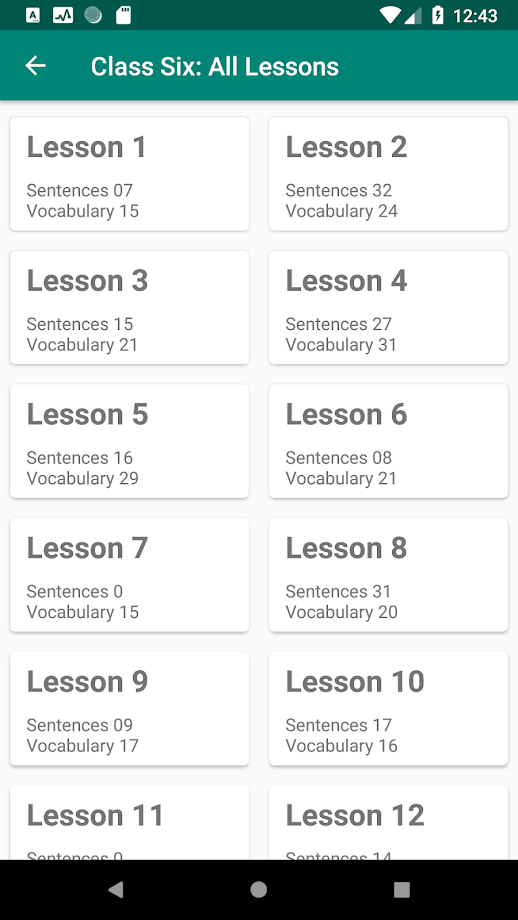 12:43
Class Six: All Lessons
Lesson 1
Sentences 07
Vocabulary 15
Lesson 2
Sentences 32
Vocabulary 24
Lesson 3
Sentences 15
Vocabulary 21
Lesson 4
Sentences 27
Vocabulary 31
Lesson 5
Sentences 16
Vocabulary 29
Lesson 6
Sentences 08
Vocabulary 21
Lesson 7
Sentences 0
Vocabulary 15
Lesson 8
Sentences 31
Vocabulary 20
Lesson 9
Sentences 09
Vocabulary 17
Lesson 10
Sentences 17
Vocabulary 16
Lesson 11
Sentences 0
Lesson 12
Sentences 14